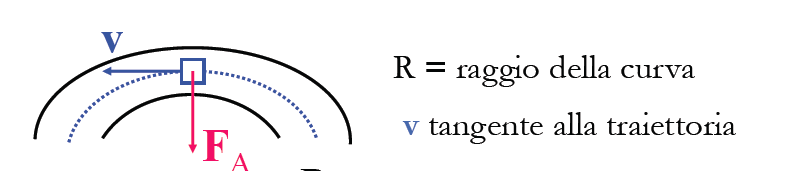 v
R = raggio della curva
v tangente alla traiettoria
F_A